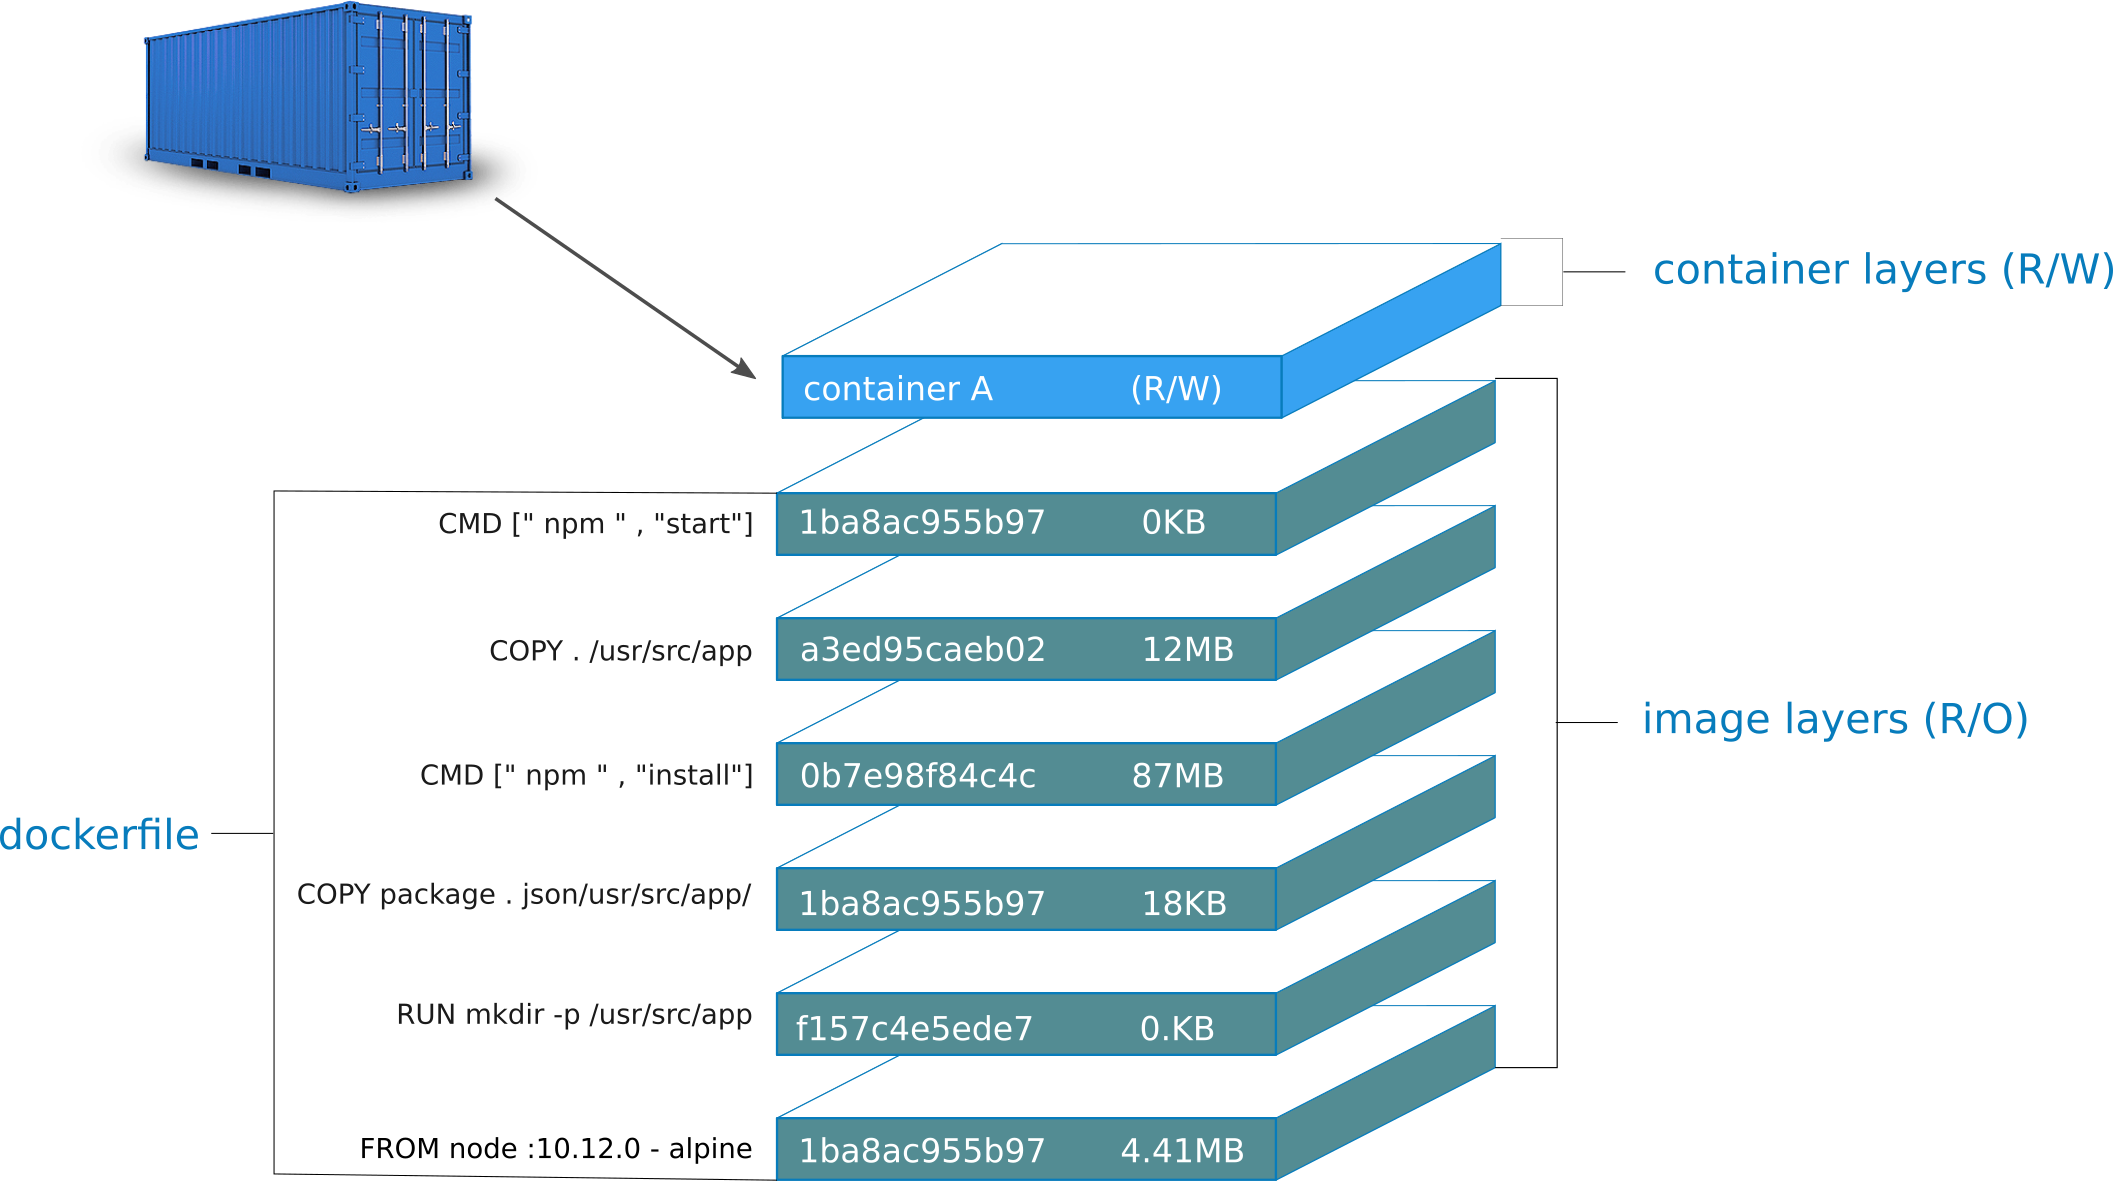 container layers (R/W)
container A (R/W)
CMD [" npm " , "start"] 1ba8ac955b97 0KB
COPY . /usr/src/app a3ed95caeb02 12MB
image layers (R/O)
CMD [" npm " , "install"] 0b7e98f84c4c 87MB
dockerfile
COPY package . json/usr/src/app/ 1ba8ac955b97 18KB
RUN mkdir -p /usr/src/app f157c4e5ede7 0.KB
FROM node :10.12.0 - alpine 1ba8ac955b97 4.41MB